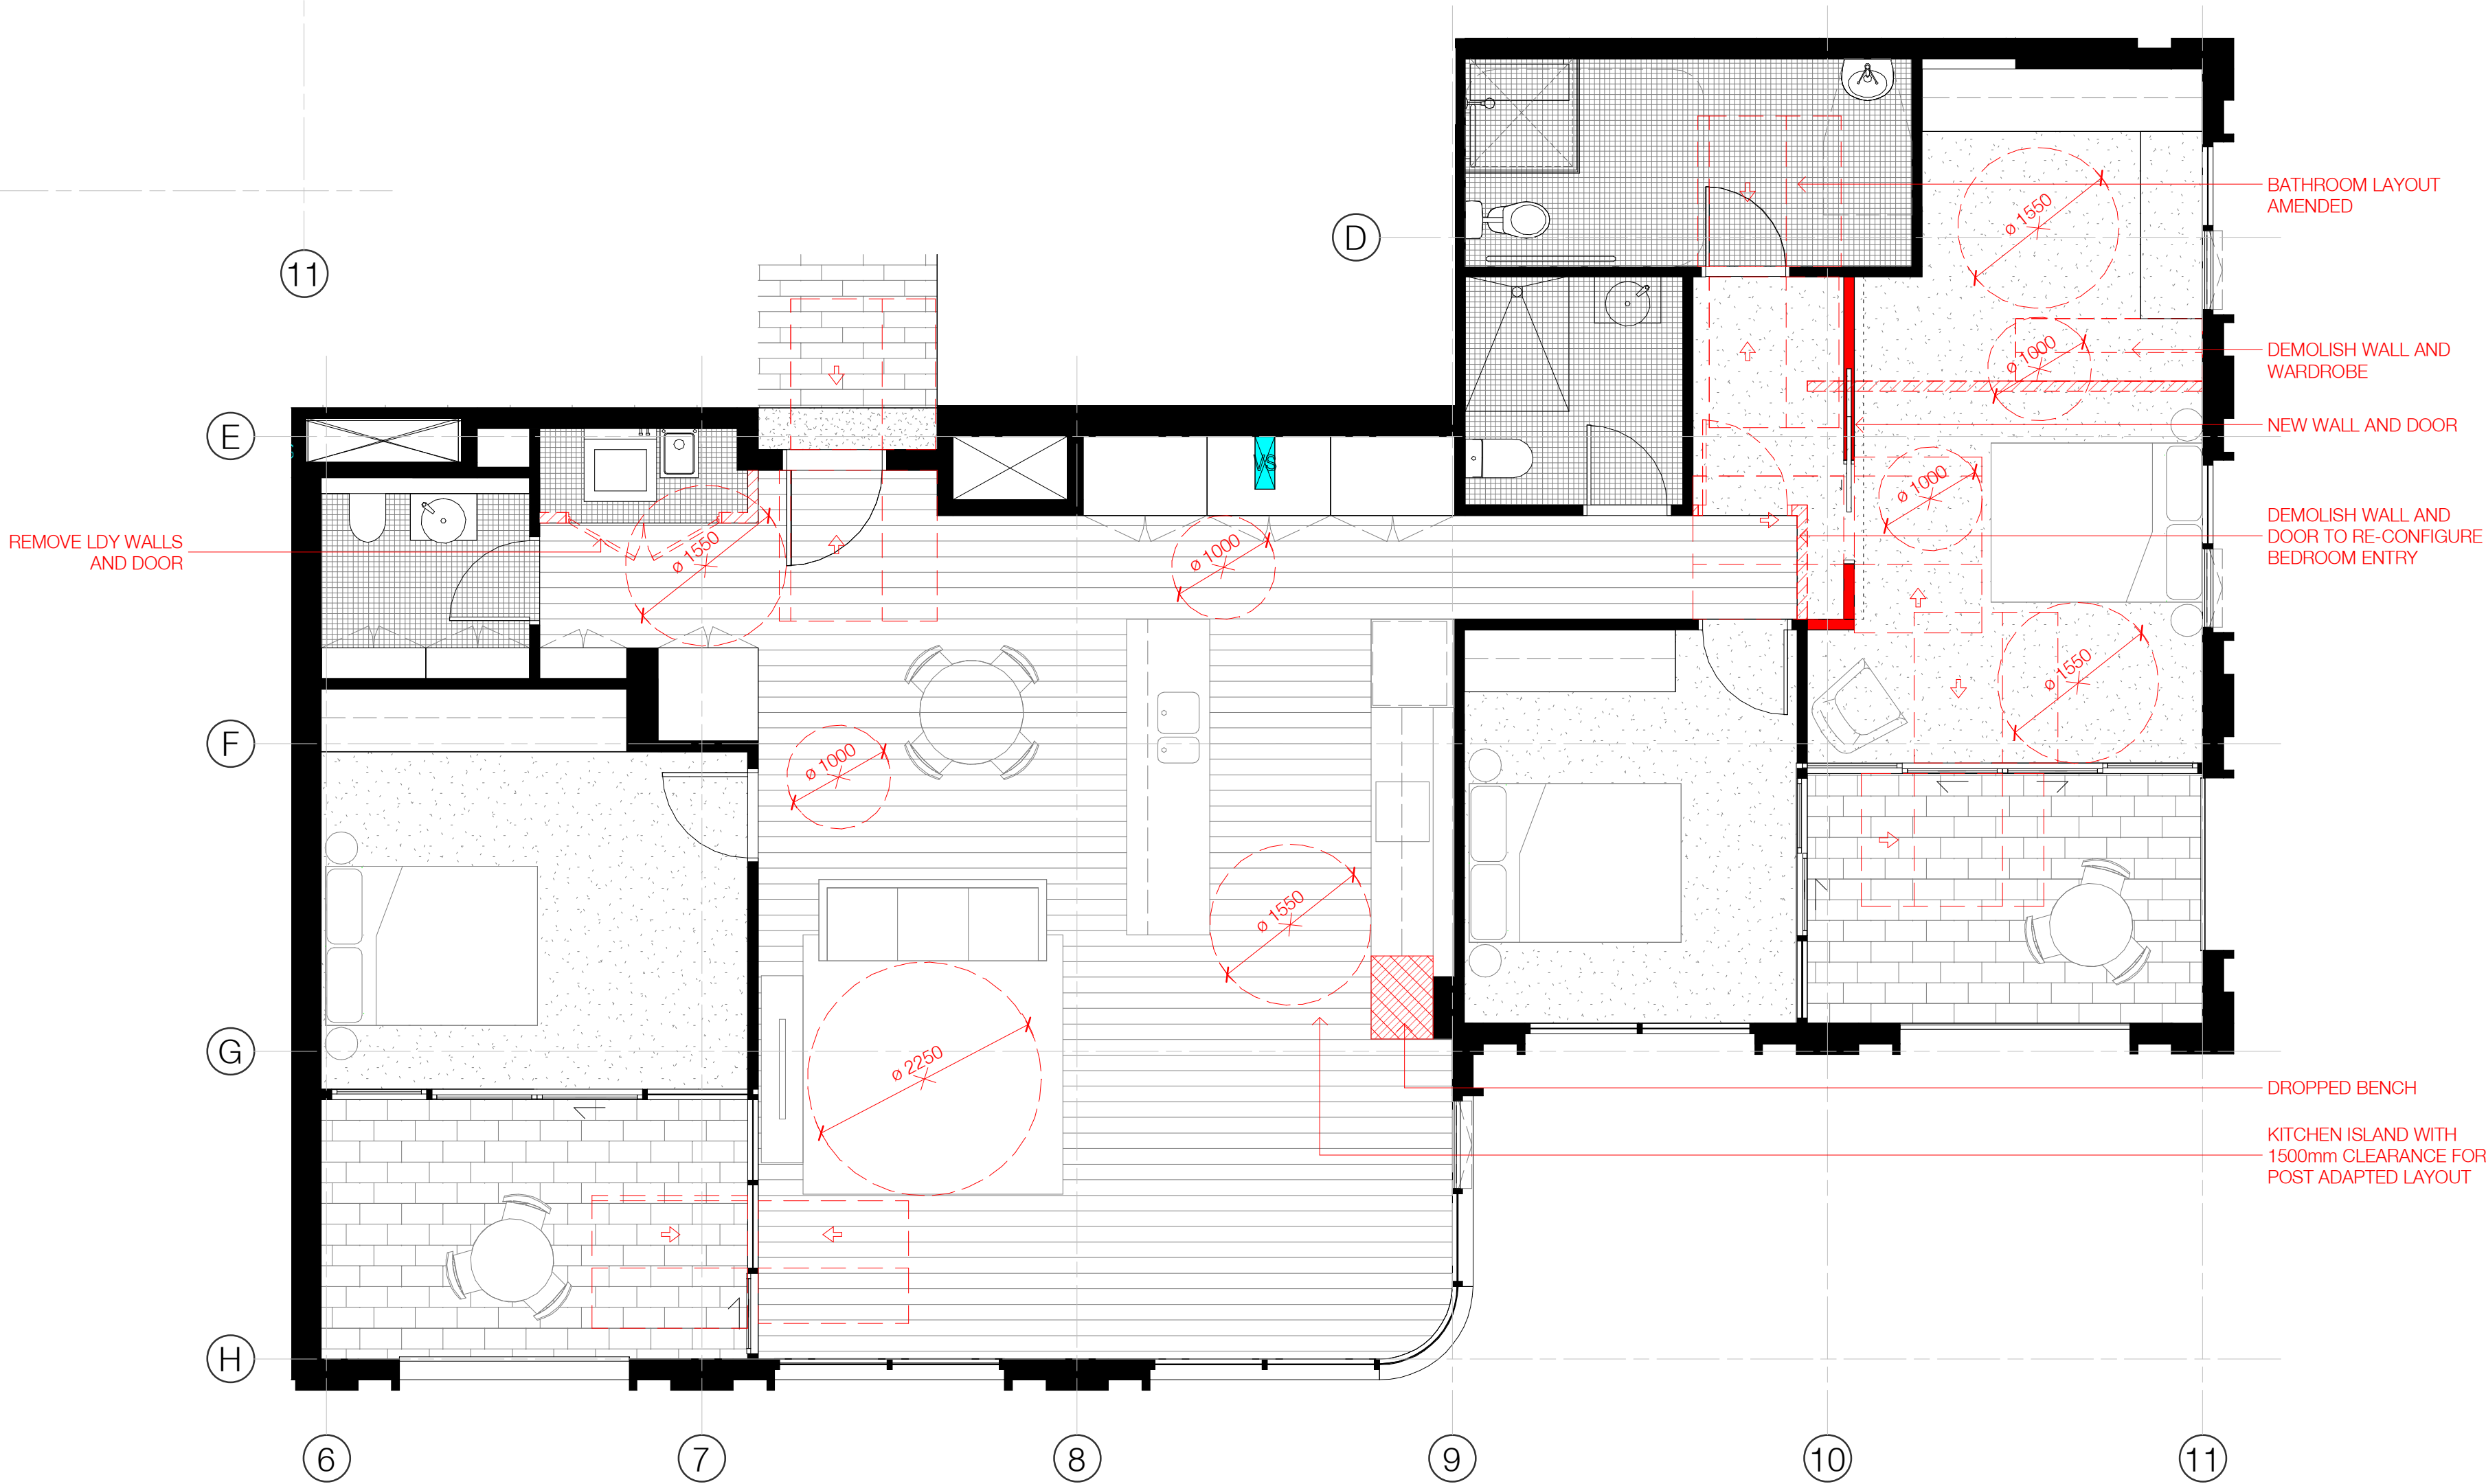 D
11
BATHROOM LAYOUT
AMENDED
ø 1550
ø 1000
DEMOLISH WALL AND
WARDROBE
NEW WALL AND DOOR
E
VS
ø 1000
DEMOLISH WALL AND
DOOR TO RE-CONFIGURE
BEDROOM ENTRY
REMOVE LDY WALLS
AND DOOR
ø 1550
ø 1000
ø 1550
F
ø 1000
ø 1550
G
ø 2250
DROPPED BENCH
KITCHEN ISLAND WITH
1500mm CLEARANCE FOR
POST ADAPTED LAYOUT
H
6
7
8
9
10
11